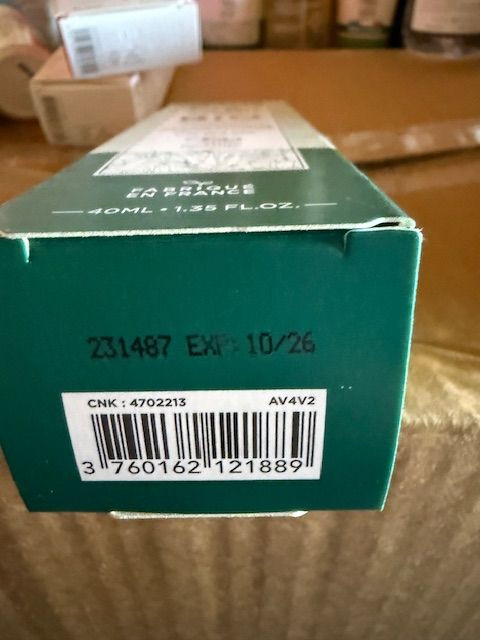 FABRIQUÉ
EN FRANCE
40ML • 1.35 FL.OZ.
231487 EXP: 10/26
CNK : 4702213 AV4V2
3 760162 121889